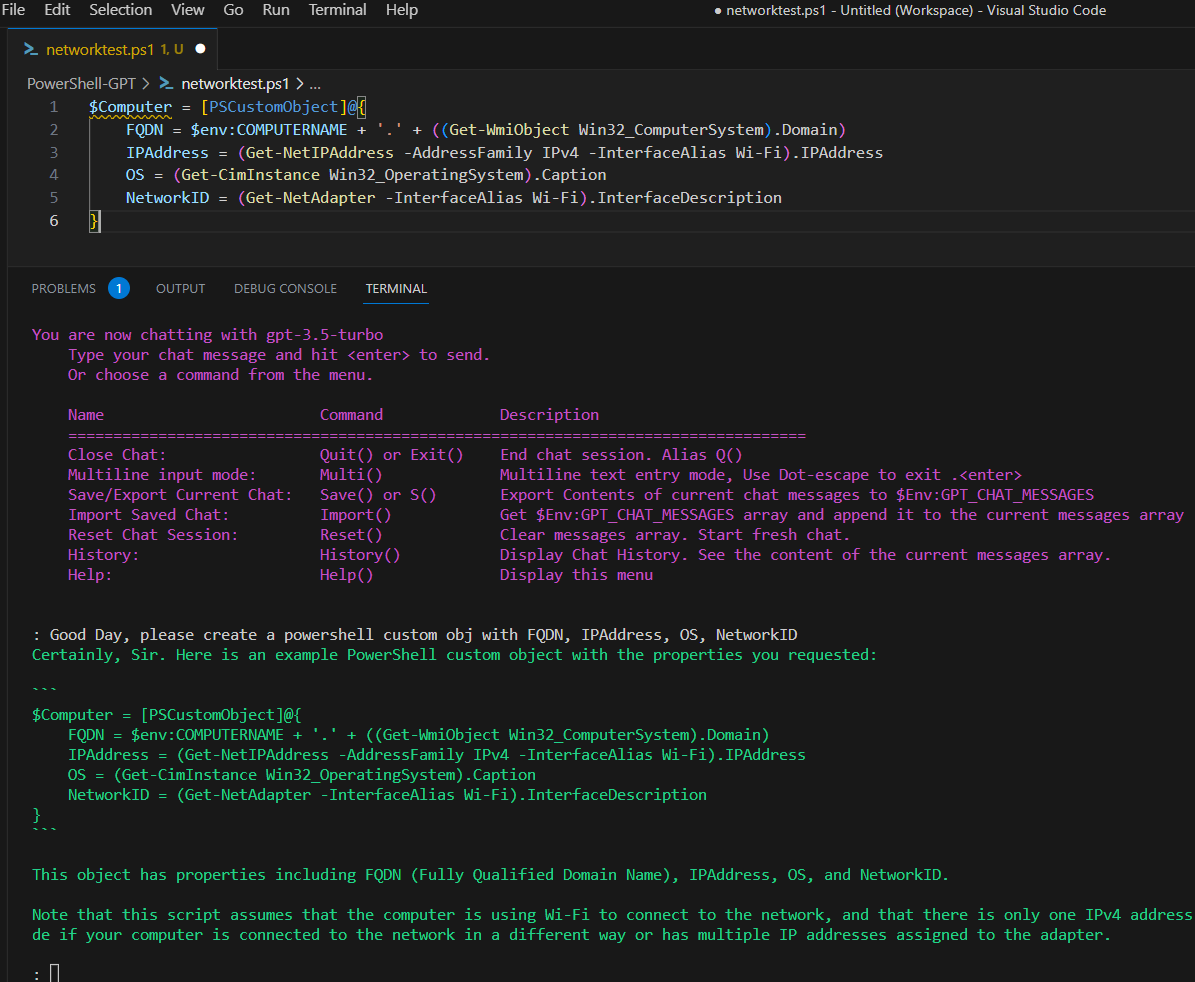 File Edit Selection View Go Run Terminal Help ● networktest.ps1 - Untitled (Workspace) - Visual Studio Code
networktest.ps1 1, U ●
PowerShell-GPT > networktest.ps1 > ...
1 $Computer = [PSCustomObject]@{
2     FQDN = $env:COMPUTERNAME + '.' + ((Get-WmiObject Win32_ComputerSystem).Domain)
3     IPAddress = (Get-NetIPAddress -AddressFamily IPv4 -InterfaceAlias Wi-Fi).IPAddress
4     OS = (Get-CimInstance Win32_OperatingSystem).Caption
5     NetworkID = (Get-NetAdapter -InterfaceAlias Wi-Fi).InterfaceDescription
6 }
PROBLEMS 1 OUTPUT DEBUG CONSOLE TERMINAL
You are now chatting with gpt-3.5-turbo
    Type your chat message and hit <enter> to send.
    Or choose a command from the menu.
    Name                        Command             Description
    ==================================================================================
    Close Chat:                 Quit() or Exit()    End chat session. Alias Q()
    Multiline input mode:       Multi()             Multiline text entry mode, Use Dot-escape to exit .<enter>
    Save/Export Current Chat:   Save() or S()       Export Contents of current chat messages to $Env:GPT_CHAT_MESSAGES
    Import Saved Chat:          Import()            Get $Env:GPT_CHAT_MESSAGES array and append it to the current messages array
    Reset Chat Session:         Reset()             Clear messages array. Start fresh chat.
    History:                    History()           Display Chat History. See the content of the current messages array.
    Help:                       Help()              Display this menu
: Good Day, please create a powershell custom obj with FQDN, IPAddress, OS, NetworkID
Certainly, Sir. Here is an example PowerShell custom object with the properties you requested:
```
$Computer = [PSCustomObject]@{
    FQDN = $env:COMPUTERNAME + '.' + ((Get-WmiObject Win32_ComputerSystem).Domain)
    IPAddress = (Get-NetIPAddress -AddressFamily IPv4 -InterfaceAlias Wi-Fi).IPAddress
    OS = (Get-CimInstance Win32_OperatingSystem).Caption
    NetworkID = (Get-NetAdapter -InterfaceAlias Wi-Fi).InterfaceDescription
}
```
This object has properties including FQDN (Fully Qualified Domain Name), IPAddress, OS, and NetworkID.
Note that this script assumes that the computer is using Wi-Fi to connect to the network, and that there is only one IPv4 address
de if your computer is connected to the network in a different way or has multiple IP addresses assigned to the adapter.
: